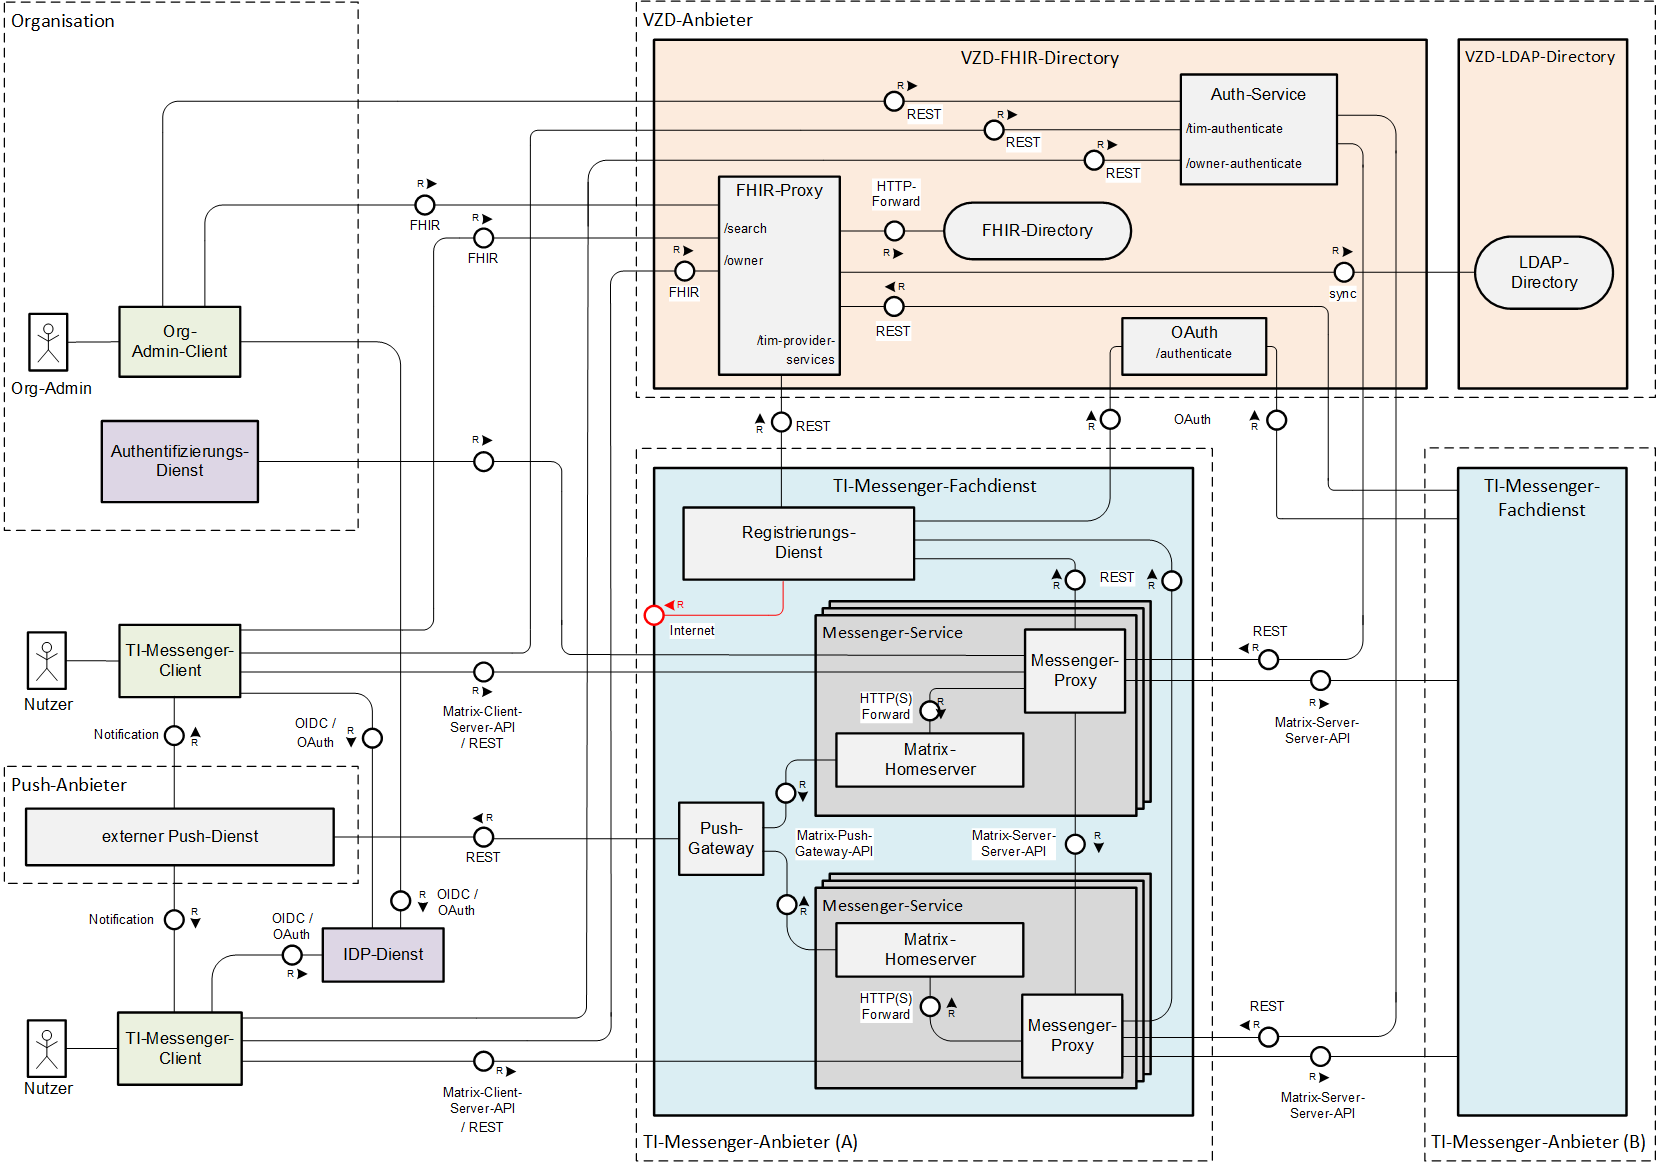 Organisation
VZD-Anbieter
VZD-FHIR-Directory
VZD-LDAP-Directory
R
REST
Auth-Service
/tim-authenticate
/owner-authenticate
R
REST
R
REST
R
FHIR
R
FHIR
R
FHIR
FHIR-Proxy
/search
/owner
/tim-provider-
services
HTTP-
Forward
R
FHIR-Directory
R
sync
LDAP-
Directory
R
REST
OAuth
/authenticate
Org-
Admin-Client
Org-Admin
Authentifizierungs-
Dienst
R
R
REST
R
OAuth
R
TI-Messenger-Fachdienst
Registrierungs-
Dienst
R
Internet
R
REST
R
TI-Messenger-
Fachdienst
Messenger-Service
Messenger-
Proxy
HTTP(S)
Forward
R
Matrix-
Homeserver
REST
R
R
Matrix-Server-
Server-API
TI-Messenger-
Client
Nutzer
R
Matrix-Client-
Server-API
/ REST
Notification
R
OIDC /
OAuth
R
Push-Anbieter
externer Push-Dienst
R
REST
Push-
Gateway
R
Matrix-Push-
Gateway-API
R
Matrix-Server-
Server-API
R
Notification
R
OIDC /
OAuth
R
R
OIDC /
OAuth
IDP-Dienst
Messenger-Service
Matrix-
Homeserver
HTTP(S)
Forward
R
Messenger-
Proxy
REST
R
R
Matrix-Server-
Server-API
TI-Messenger-
Client
Nutzer
R
Matrix-Client-
Server-API
/ REST
TI-Messenger-Anbieter (A)
TI-Messenger-Anbieter (B)